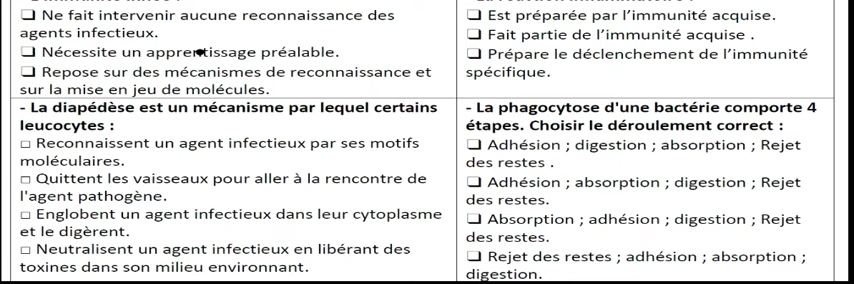 ❑ Ne fait intervenir aucune reconnaissance des
agents infectieux.
❑ Nécessite un apprentissage préalable.
❑ Repose sur des mécanismes de reconnaissance et
sur la mise en jeu de molécules.
- La diapédèse est un mécanisme par lequel certains
leucocytes :
□ Reconnaissent un agent infectieux par ses motifs
moléculaires.
□ Quittent les vaisseaux pour aller à la rencontre de
l'agent pathogène.
□ Englobent un agent infectieux dans leur cytoplasme
et le digèrent.
□ Neutralisent un agent infectieux en libérant des
toxines dans son milieu environnant.
❑ Est préparée par l’immunité acquise.
❑ Fait partie de l’immunité acquise .
❑ Prépare le déclenchement de l’immunité
spécifique.
- La phagocytose d'une bactérie comporte 4
étapes. Choisir le déroulement correct :
❑ Adhésion ; digestion ; absorption ; Rejet
des restes .
❑ Adhésion ; absorption ; digestion ; Rejet
des restes.
❑ Absorption ; adhésion ; digestion ; Rejet
des restes.
❑ Rejet des restes ; adhésion ; absorption ;
digestion.